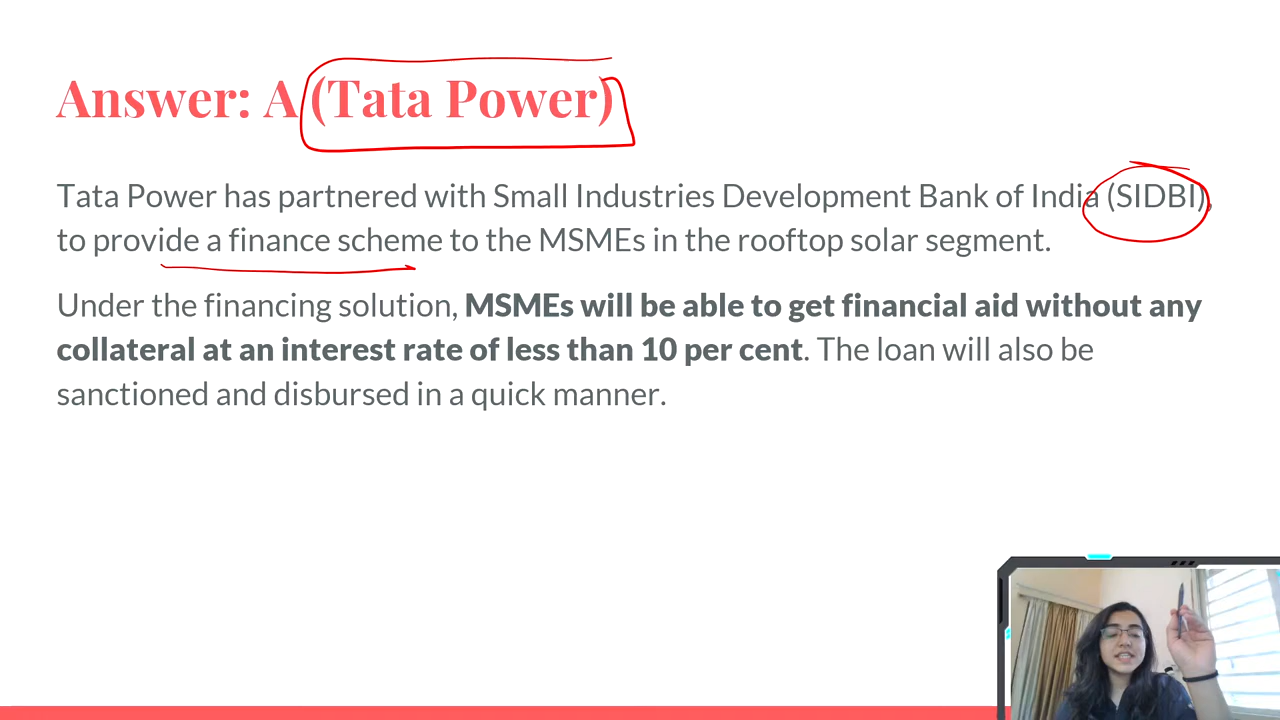 Answer: A (Tata Power)
Tata Power has partnered with Small Industries Development Bank of India (SIDBI),
to provide a finance scheme to the MSMEs in the rooftop solar segment.
Under the financing solution, MSMEs will be able to get financial aid without any
collateral at an interest rate of less than 10 per cent. The loan will also be
sanctioned and disbursed in a quick manner.